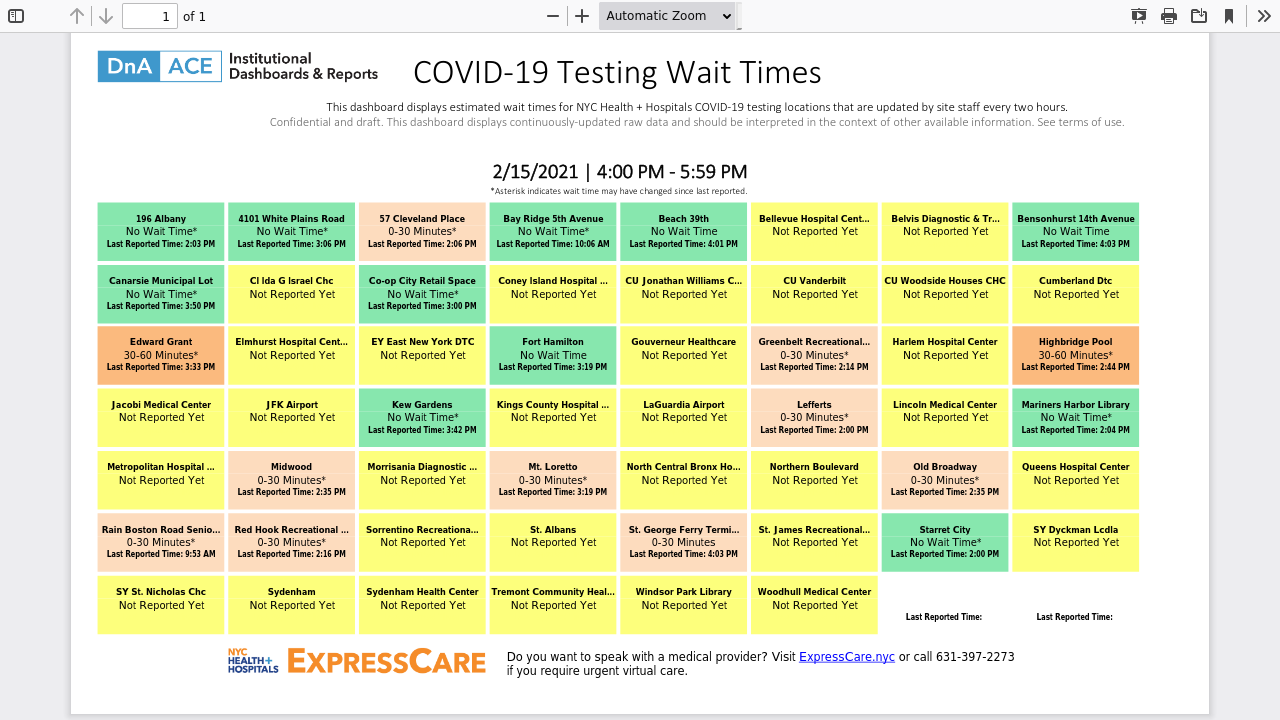 1 of 1
Automatic Zoom
DnA ACE Institutional
Dashboards & Reports
COVID-19 Testing Wait Times
This dashboard displays estimated wait times for NYC Health + Hospitals COVID-19 testing locations that are updated by site staff every two hours.
Confidential and draft. This dashboard displays continuously-updated raw data and should be interpreted in the context of other available information. See terms of use.
2/15/2021 | 4:00 PM - 5:59 PM
*Asterisk indicates wait time may have changed since last reported.
196 Albany
No Wait Time*
Last Reported Time: 2:03 PM
4101 White Plains Road
No Wait Time*
Last Reported Time: 3:06 PM
57 Cleveland Place
0-30 Minutes*
Last Reported Time: 2:06 PM
Bay Ridge 5th Avenue
No Wait Time*
Last Reported Time: 10:06 AM
Beach 39th
No Wait Time
Last Reported Time: 4:01 PM
Bellevue Hospital Cent...
Not Reported Yet
Belvis Diagnostic & Tr...
Not Reported Yet
Bensonhurst 14th Avenue
No Wait Time
Last Reported Time: 4:03 PM
Canarsie Municipal Lot
No Wait Time*
Last Reported Time: 3:50 PM
CI Ida G Israel Chc
Not Reported Yet
Co-op City Retail Space
No Wait Time*
Last Reported Time: 3:00 PM
Coney Island Hospital ...
Not Reported Yet
CU Jonathan Williams C...
Not Reported Yet
CU Vanderbilt
Not Reported Yet
CU Woodside Houses CHC
Not Reported Yet
Cumberland Dtc
Not Reported Yet
Edward Grant
30-60 Minutes*
Last Reported Time: 3:33 PM
Elmhurst Hospital Cent...
Not Reported Yet
EY East New York DTC
Not Reported Yet
Fort Hamilton
No Wait Time
Last Reported Time: 3:19 PM
Gouverneur Healthcare
Not Reported Yet
Greenbelt Recreational...
0-30 Minutes*
Last Reported Time: 2:14 PM
Harlem Hospital Center
Not Reported Yet
Highbridge Pool
30-60 Minutes*
Last Reported Time: 2:44 PM
Jacobi Medical Center
Not Reported Yet
JFK Airport
Not Reported Yet
Kew Gardens
No Wait Time*
Last Reported Time: 3:42 PM
Kings County Hospital ...
Not Reported Yet
LaGuardia Airport
Not Reported Yet
Lefferts
0-30 Minutes*
Last Reported Time: 2:00 PM
Lincoln Medical Center
Not Reported Yet
Mariners Harbor Library
No Wait Time*
Last Reported Time: 2:04 PM
Metropolitan Hospital ...
Not Reported Yet
Midwood
0-30 Minutes*
Last Reported Time: 2:35 PM
Morrisania Diagnostic ...
Not Reported Yet
Mt. Loretto
0-30 Minutes*
Last Reported Time: 3:19 PM
North Central Bronx Ho...
Not Reported Yet
Northern Boulevard
Not Reported Yet
Old Broadway
0-30 Minutes*
Last Reported Time: 2:35 PM
Queens Hospital Center
Not Reported Yet
Rain Boston Road Senio...
0-30 Minutes*
Last Reported Time: 9:53 AM
Red Hook Recreational ...
0-30 Minutes*
Last Reported Time: 2:16 PM
Sorrentino Recreationa...
Not Reported Yet
St. Albans
Not Reported Yet
St. George Ferry Termi...
0-30 Minutes
Last Reported Time: 4:03 PM
St. James Recreational...
Not Reported Yet
Starret City
No Wait Time*
Last Reported Time: 2:00 PM
SY Dyckman Lcdla
Not Reported Yet
SY St. Nicholas Chc
Not Reported Yet
Sydenham
Not Reported Yet
Sydenham Health Center
Not Reported Yet
Tremont Community Heal...
Not Reported Yet
Windsor Park Library
Not Reported Yet
Woodhull Medical Center
Not Reported Yet
Last Reported Time:
Last Reported Time:
NYC
HEALTH+
HOSPITALS
EXPRESSCARE
Do you want to speak with a medical provider? Visit ExpressCare.nyc or call 631-397-2273
if you require urgent virtual care.